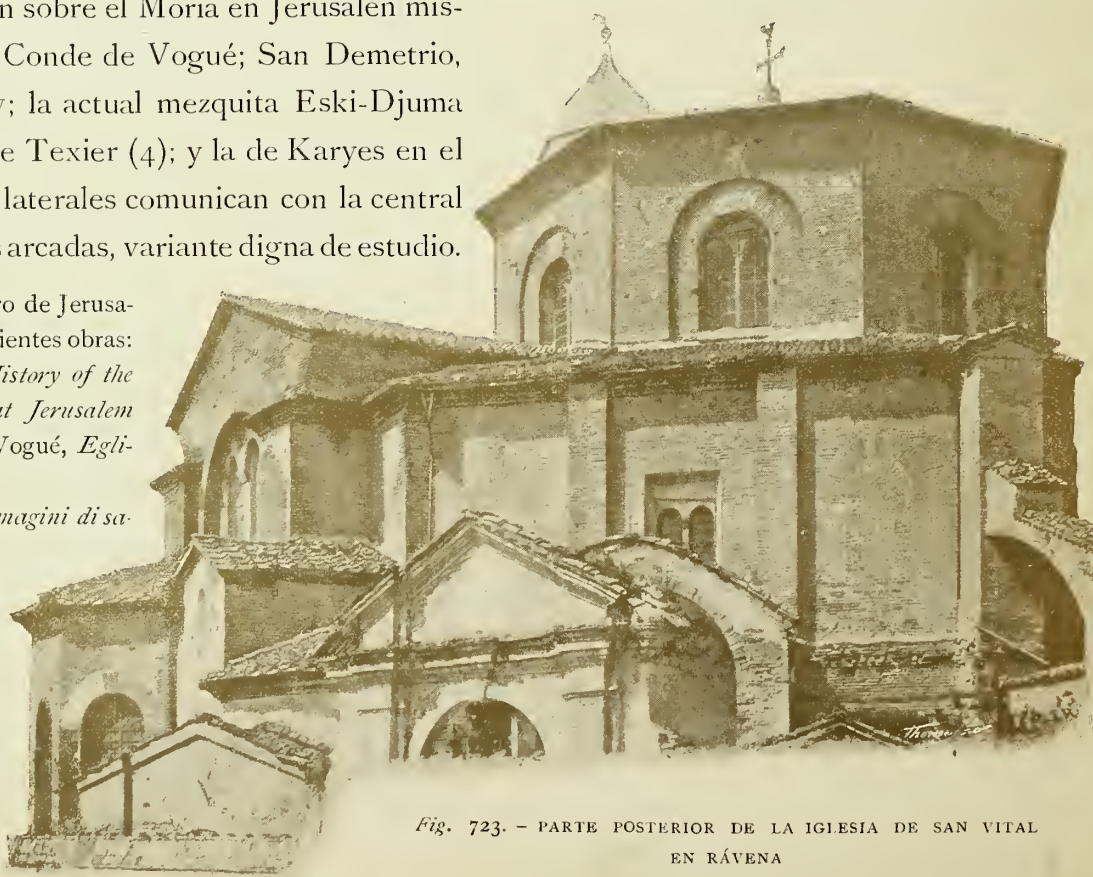 n sobre el Moria en Jerusalén mis-
Conde de Vogué; San Demetrio,
; la actual mezquita Eski-Djuma
e Texier (4); y la de Karyes en el
laterales comunican con la central
s arcadas, variante digna de estudio.
ro de Jerusa-
ientes obras:
History of the
at Jerusalem
Vogué, Egli-
magini di sa-
Fig. 723. – PARTE POSTERIOR DE LA IGLESIA DE SAN VITAL
EN RÁVENA